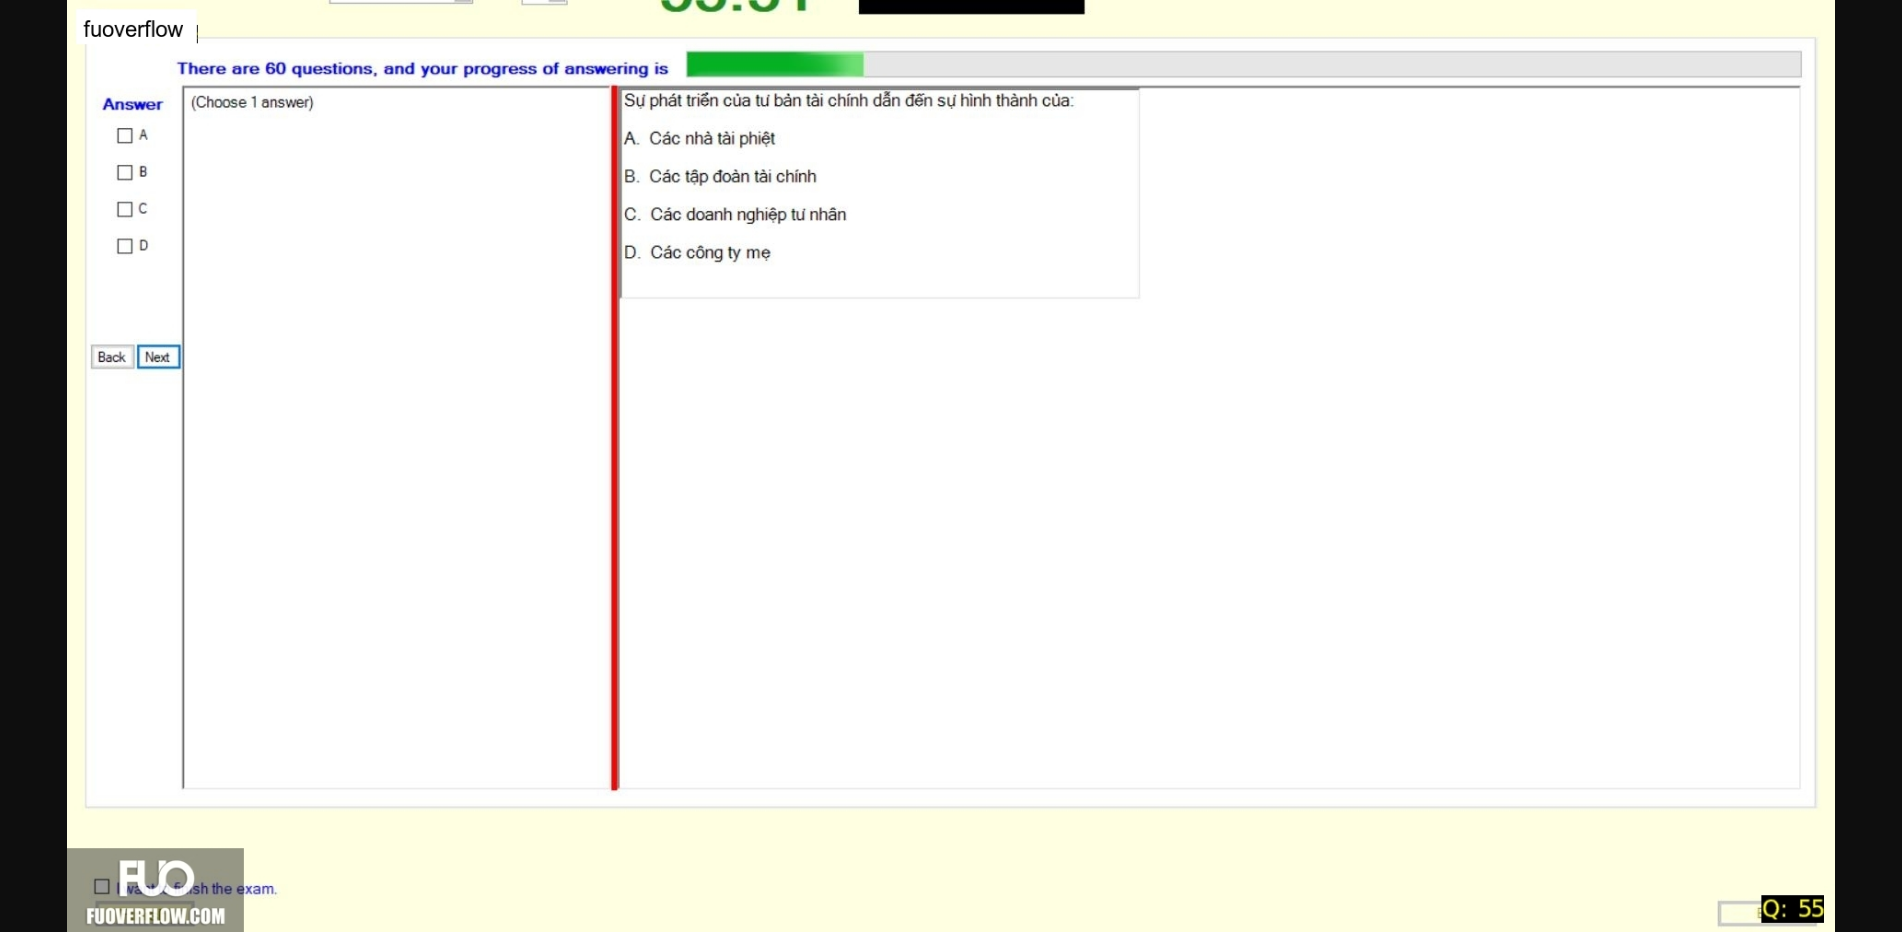 fuoverflow
There are 60 questions, and your progress of answering is
Answer
(Choose 1 answer)
A
B
C
D
Back
Next
Sự phát triển của tư bản tài chính dẫn đến sự hình thành của:
A. Các nhà tài phiệt
B. Các tập đoàn tài chính
C. Các doanh nghiệp tư nhân
D. Các công ty mẹ
FUO
sh the exam.
FUOVERFLOW.COM
Q: 55